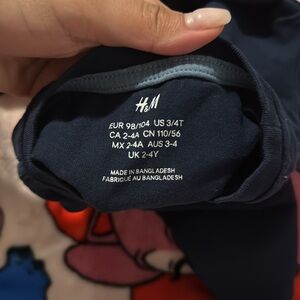 H&M
EUR 98/104 US 3/4T
CA 2-4A CN 110/56
MX 2-4A AUS 3-4
UK 2-4Y
MADE IN BANGLADESH
FABRIQUÉ AU BANGLADESH